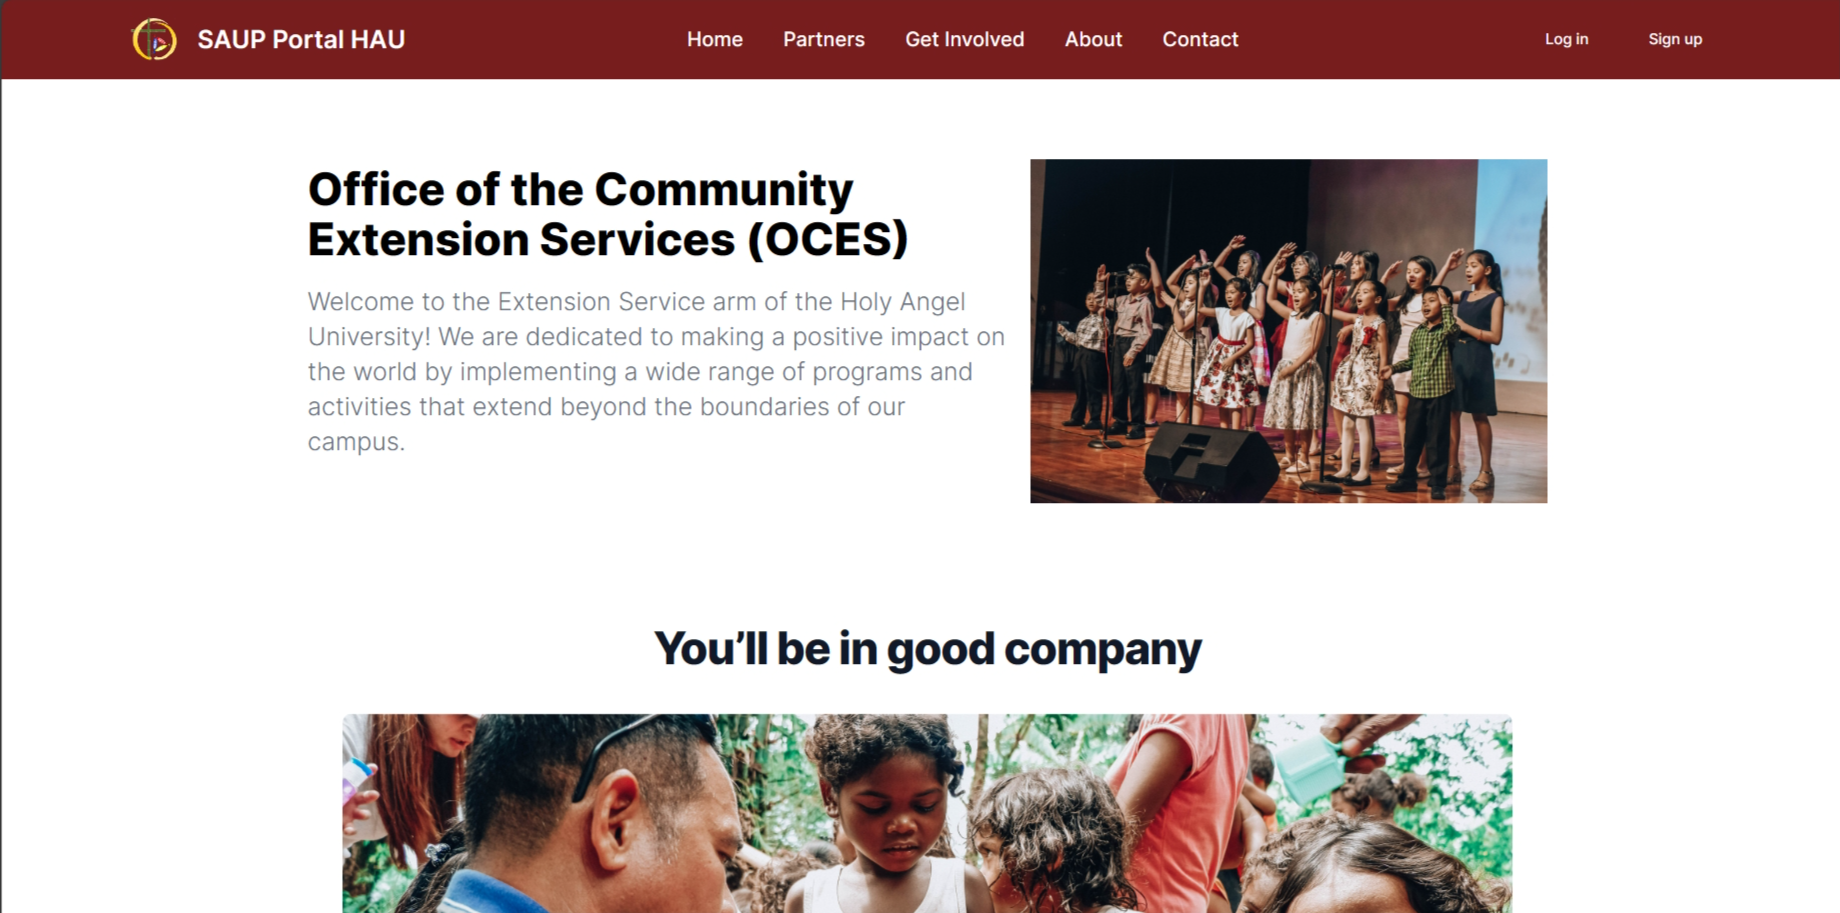 SAUP Portal HAU
Home
Partners
Get Involved
About
Contact
Log in
Sign up
Office of the Community
Extension Services (OCES)
Welcome to the Extension Service arm of the Holy Angel
University! We are dedicated to making a positive impact on
the world by implementing a wide range of programs and
activities that extend beyond the boundaries of our
campus.
You’ll be in good company